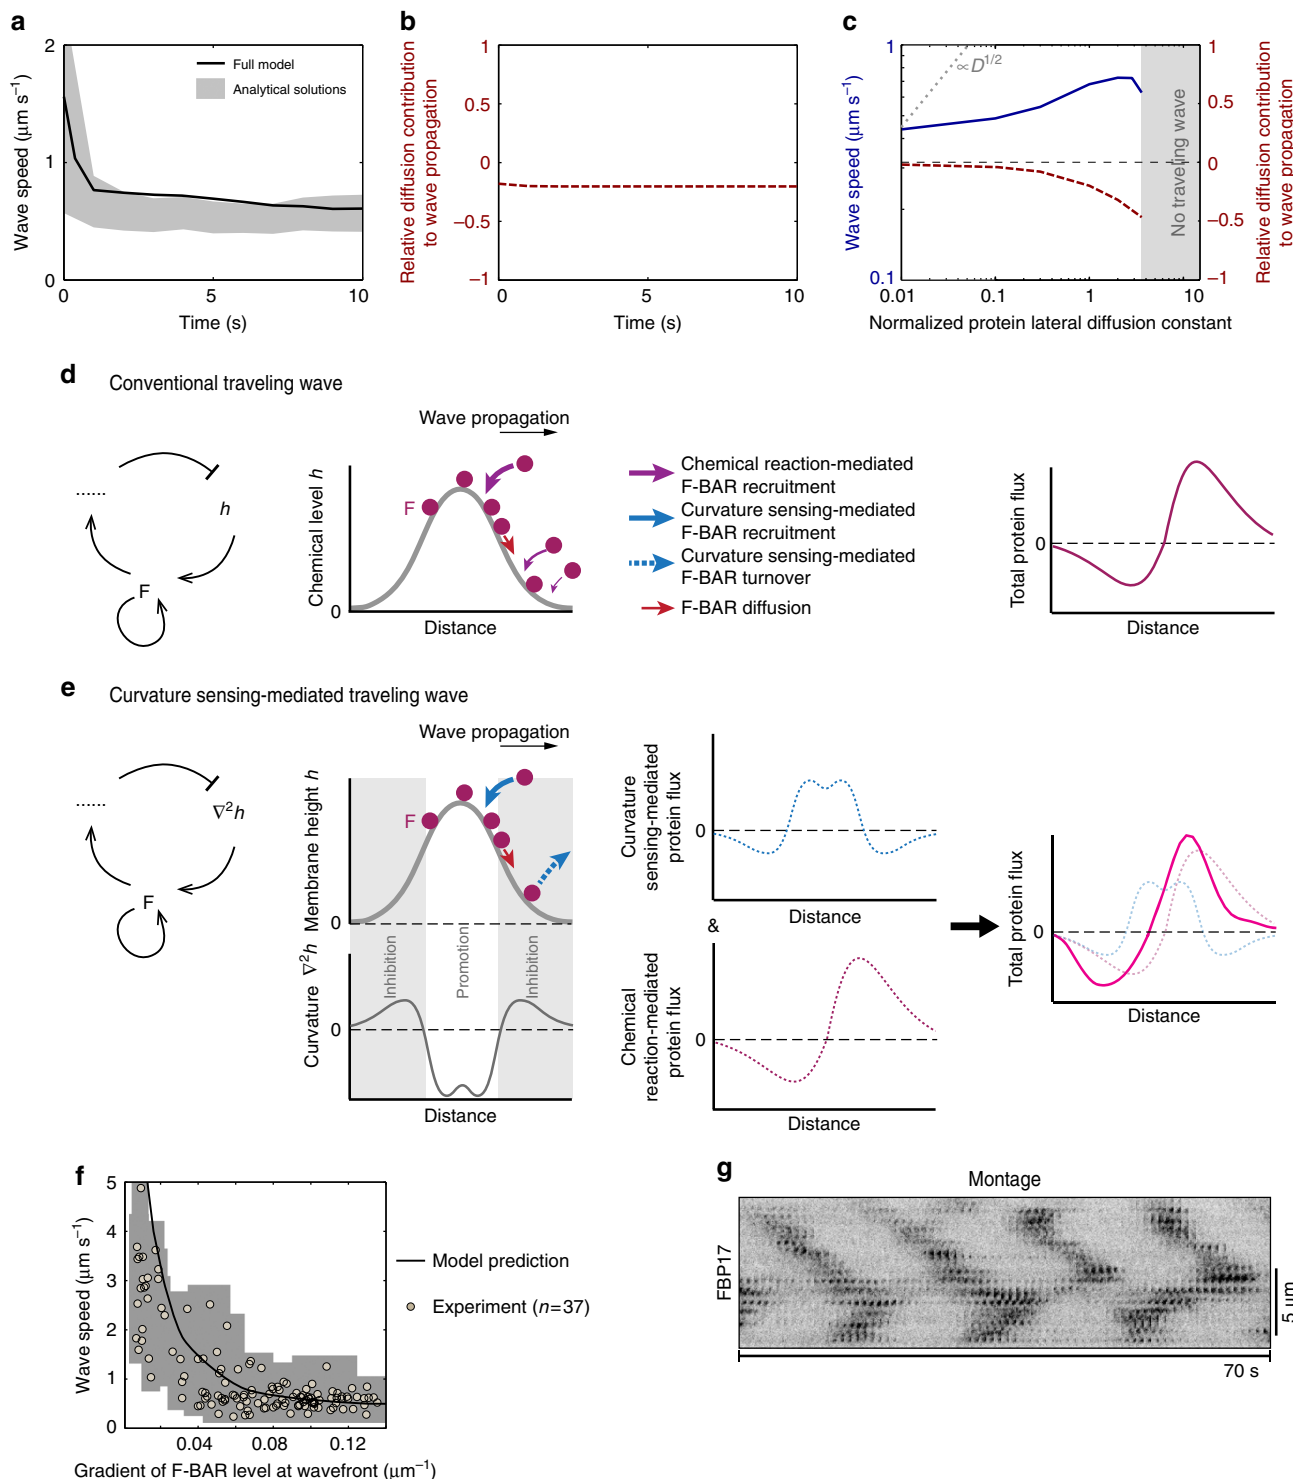 a
Wave speed (μm s⁻¹)
2
1
0
Full model
Analytical solutions
0
5
10
Time (s)
b
Relative diffusion contribution
to wave propagation
1
0.5
0
−0.5
−1
0
5
10
Time (s)
c
Wave speed (μm s⁻¹)
1
0.1
∝D^1/2
No traveling wave
1
0.5
0
−0.5
−1
Relative diffusion contribution
to wave propagation
0.01
0.1
1
10
Normalized protein lateral diffusion constant
d
Conventional traveling wave
......
h
F
Wave propagation
Chemical level h
F
0
Distance
Chemical reaction-mediated
F-BAR recruitment
Curvature sensing-mediated
F-BAR recruitment
Curvature sensing-mediated
F-BAR turnover
F-BAR diffusion
Total protein flux
0
Distance
e
Curvature sensing-mediated traveling wave
......
∇²h
F
Wave propagation
Membrane height h
F
0
Curvature ∇²h
0
Inhibition
Promotion
Inhibition
Distance
Curvature
sensing-mediated
protein flux
0
Distance
&
Chemical
reaction-mediated
protein flux
0
Distance
Total protein flux
0
Distance
f
Wave speed (μm s⁻¹)
5
4
3
2
1
0
0.04
0.08
0.12
Gradient of F-BAR level at wavefront (μm⁻¹)
Model prediction
Experiment (n=37)
g
Montage
FBP17
5 μm
70 s